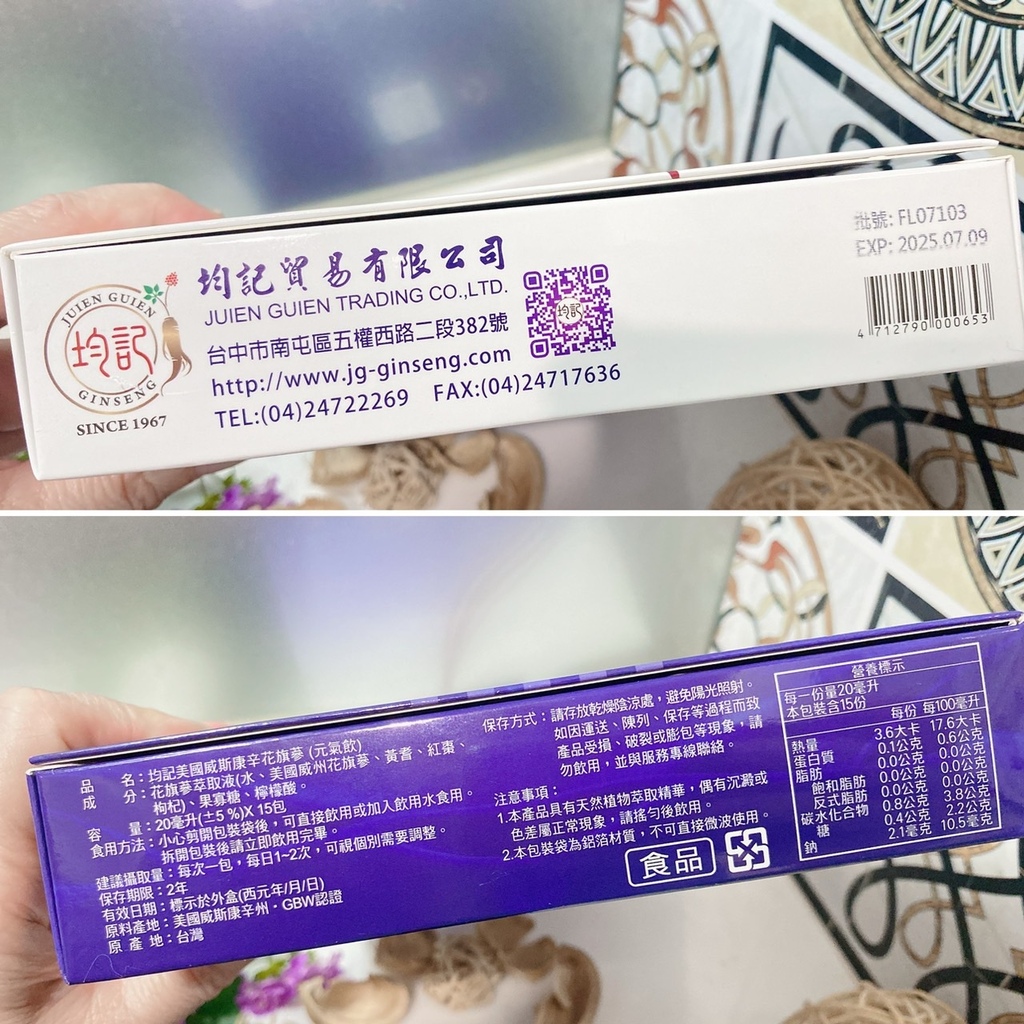 JUIEN GUIEN
均記
GINSENG
SINCE 1967
均記貿易有限公司
JUIEN GUIEN TRADING CO.,LTD.
台中市南屯區五權西路二段382號
http://www.jg-ginseng.com
TEL:(04)24722269 FAX:(04)24717636
均記
批號: FL07103
EXP: 2025.07.09
4 712790 000653
品 名：均記美國威斯康辛花旗蔘 (元氣飲)
成 分：花旗蔘萃取液(水、美國威州花旗蔘、黃耆、紅棗、
枸杞)、果寡糖、檸檬酸。
容 量：20毫升(±5%)X 15包
食用方法：小心剪開包裝袋後，可直接飲用或加入飲用水食用。
拆開包裝後請立即飲用完畢。
建議攝取量：每次一包，每日1~2次，可視個別需要調整。
保存期限：2年
有效日期：標示於外盒(西元年/月/日)
原料產地：美國威斯康辛州・GBW認證
原 產 地：台灣
保存方式：請存放乾燥陰涼處，避免陽光照射。
如因運送、陳列、保存等過程而致
產品受損、破裂或膨包等現象，請
勿飲用，並與服務專線聯絡。
注意事項：
1.本產品具有天然植物萃取精華，偶有沉澱或
色差屬正常現象，請搖勻後飲用。
2.本包裝袋為鋁箔材質，不可直接微波使用。
食品
營養標示
每一份量20毫升
本包裝含15份
每份 每100毫升
熱量 3.6大卡 17.6大卡
蛋白質 0.1公克 0.6公克
脂肪 0.0公克 0.0公克
飽和脂肪 0.0公克 0.0公克
反式脂肪 0.0公克 0.0公克
碳水化合物 0.8公克 3.8公克
糖 0.4公克 2.2公克
鈉 2.1毫克 10.5毫克